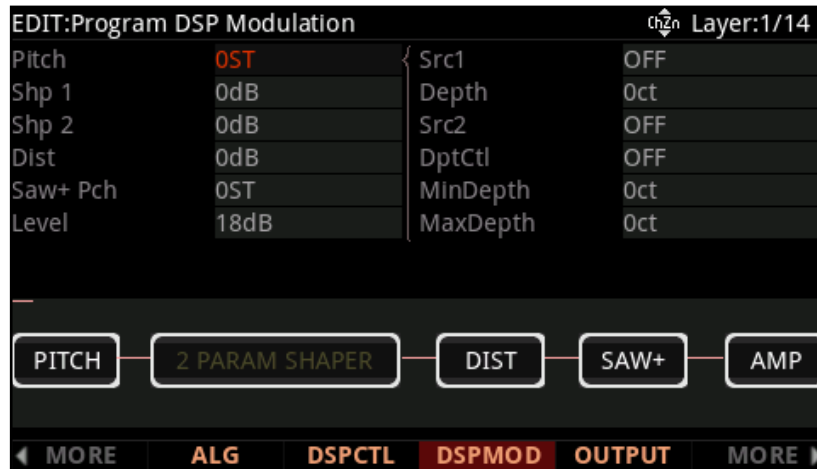 EDIT:Program DSP Modulation ChZn Layer:1/14
Pitch 0ST Src1 OFF
Shp 1 0dB Depth 0ct
Shp 2 0dB Src2 OFF
Dist 0dB DptCtl OFF
Saw+ Pch 0ST MinDepth 0ct
Level 18dB MaxDepth 0ct
PITCH 2 PARAM SHAPER DIST SAW+ AMP
MORE ALG DSPCTL DSPMOD OUTPUT MORE